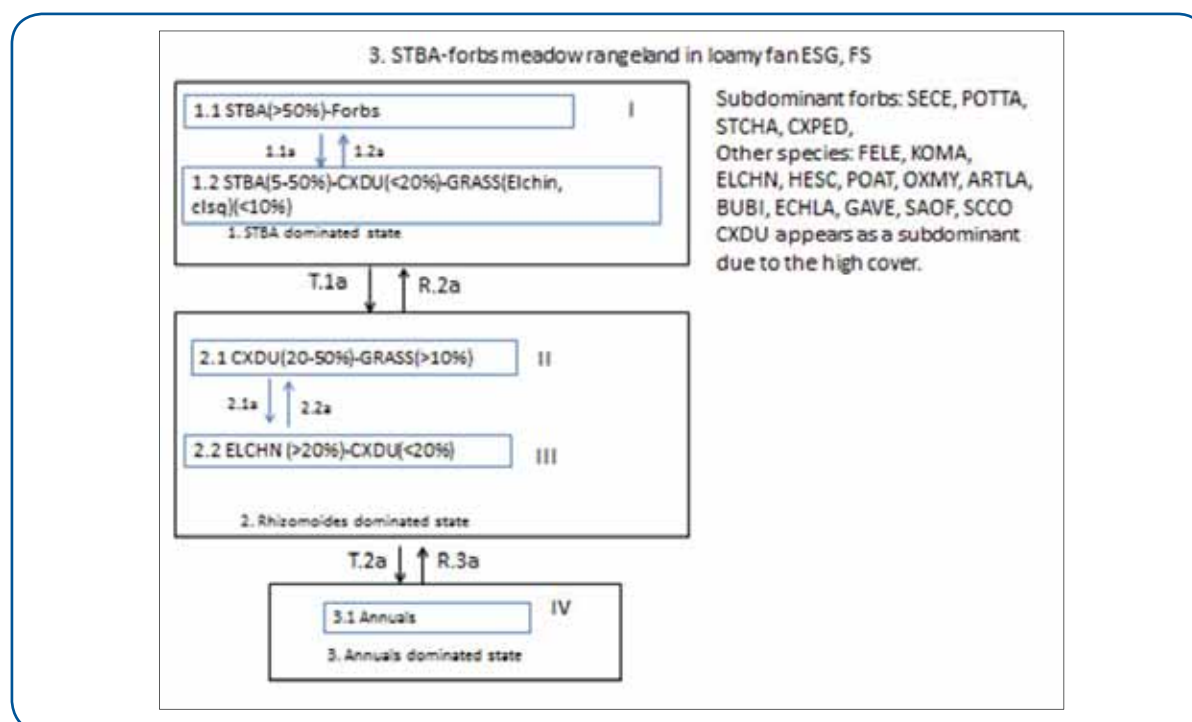 3. STBA-forbs meadow rangeland in loamy fan ESG, FS
1.1 STBA(>50%)-Forbs
I
1.1a
1.2a
1.2 STBA(5-50%)-CXDU(<20%)-GRASS(Elchin,
clsq)(<10%)
1. STBA dominated state
Subdominant forbs: SECE, POTTA,
STCHA, CXPED,
Other species: FELE, KOMA,
ELCHN, HESC, POAT, OXMY, ARTLA,
BUBI, ECHLA, GAVE, SAOF, SCCO
CXDU appears as a subdominant
due to the high cover.
T.1a
R.2a
2.1 CXDU(20-50%)-GRASS(>10%)
II
2.1a
2.2a
2.2 ELCHN (>20%)-CXDU(<20%)
III
2. Rhizomoides dominated state
T.2a
R.3a
3.1 Annuals
IV
3. Annuals dominated state